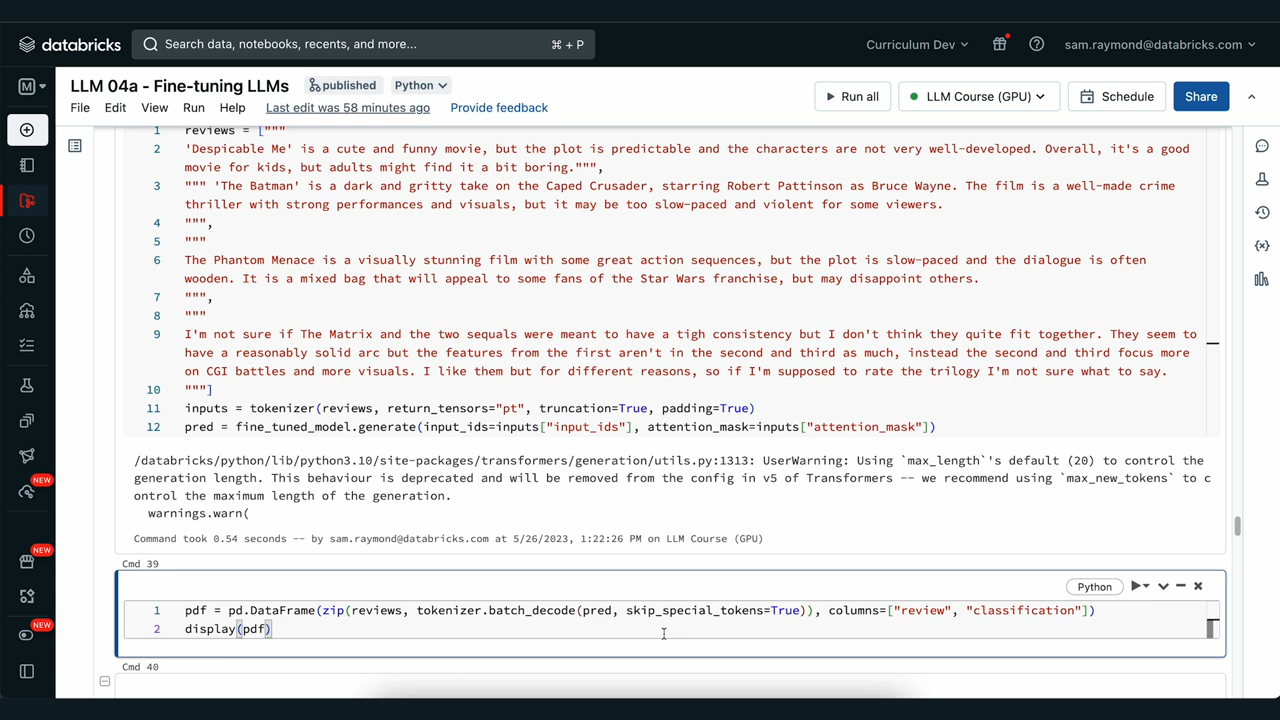 databricks
Search data, notebooks, recents, and more...
⌘ + P
Curriculum Dev
sam.raymond@databricks.com
M
LLM 04a - Fine-tuning LLMs
published
Python
File Edit View Run Help Last edit was 58 minutes ago Provide feedback
Run all
LLM Course (GPU)
Schedule
Share
1 reviews = ["""
2 'Despicable Me' is a cute and funny movie, but the plot is predictable and the characters are not very well-developed. Overall, it's a good
movie for kids, but adults might find it a bit boring.""",
3 """ 'The Batman' is a dark and gritty take on the Caped Crusader, starring Robert Pattinson as Bruce Wayne. The film is a well-made crime
thriller with strong performances and visuals, but it may be too slow-paced and violent for some viewers.
4 """,
5 """
6 The Phantom Menace is a visually stunning film with some great action sequences, but the plot is slow-paced and the dialogue is often
wooden. It is a mixed bag that will appeal to some fans of the Star Wars franchise, but may disappoint others.
7 """,
8 """
9 I'm not sure if The Matrix and the two sequals were meant to have a tigh consistency but I don't think they quite fit together. They seem to
have a reasonably solid arc but the features from the first aren't in the second and third as much, instead the second and third focus more
on CGI battles and more visuals. I like them but for different reasons, so if I'm supposed to rate the trilogy I'm not sure what to say.
10 """]
11 inputs = tokenizer(reviews, return_tensors="pt", truncation=True, padding=True)
12 pred = fine_tuned_model.generate(input_ids=inputs["input_ids"], attention_mask=inputs["attention_mask"])
/databricks/python/lib/python3.10/site-packages/transformers/generation/utils.py:1313: UserWarning: Using `max_length`'s default (20) to control the
generation length. This behaviour is deprecated and will be removed from the config in v5 of Transformers -- we recommend using `max_new_tokens` to c
ontrol the maximum length of the generation.
warnings.warn(
Command took 0.54 seconds -- by sam.raymond@databricks.com at 5/26/2023, 1:22:26 PM on LLM Course (GPU)
Cmd 39
Python
1 pdf = pd.DataFrame(zip(reviews, tokenizer.batch_decode(pred, skip_special_tokens=True)), columns=["review", "classification"])
2 display(pdf)
Cmd 40
NEW
NEW
NEW